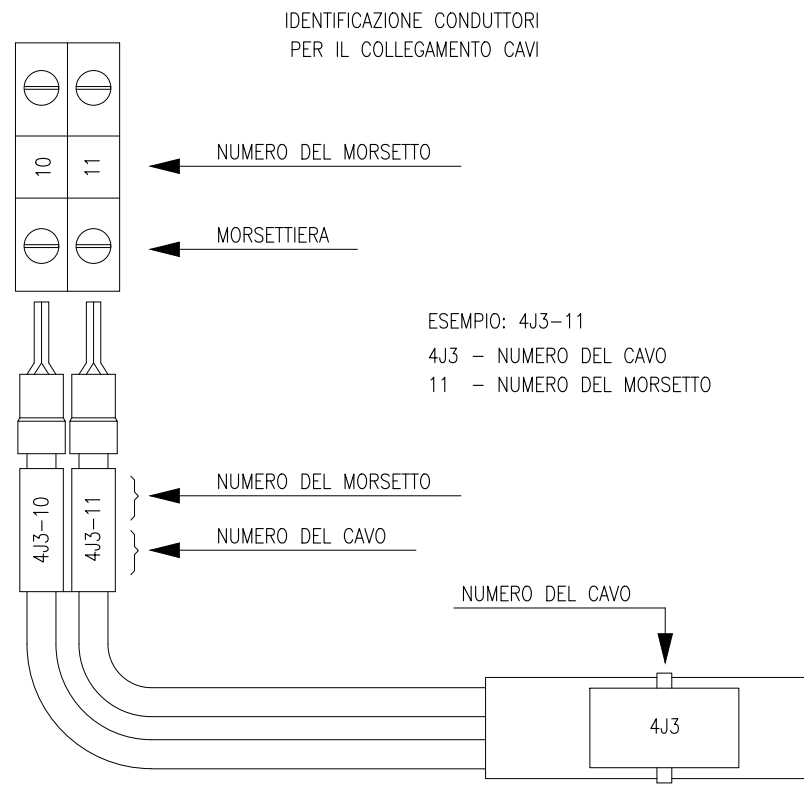 IDENTIFICAZIONE CONDUTTORI
PER IL COLLEGAMENTO CAVI
10
11
NUMERO DEL MORSETTO
MORSETTIERA
ESEMPIO: 4J3-11
4J3 - NUMERO DEL CAVO
11 - NUMERO DEL MORSETTO
4J3-10
4J3-11
NUMERO DEL MORSETTO
NUMERO DEL CAVO
NUMERO DEL CAVO
4J3